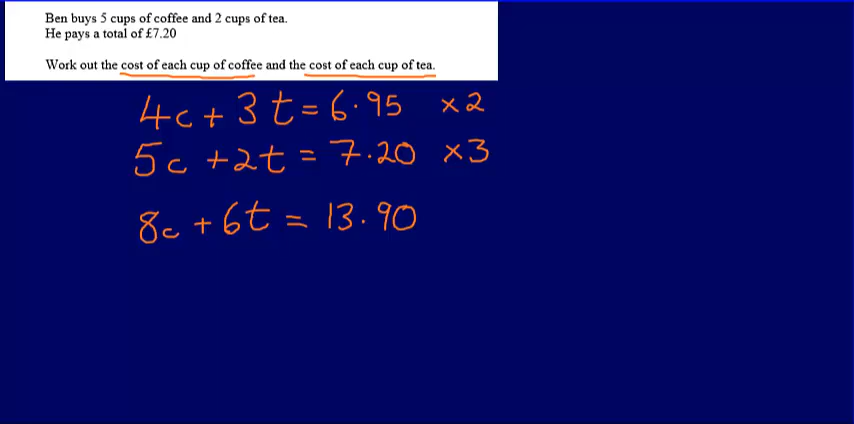 Ben buys 5 cups of coffee and 2 cups of tea.
He pays a total of £7.20
Work out the cost of each cup of coffee and the cost of each cup of tea.
4c + 3t = 6.95 ×2
5c + 2t = 7.20 ×3
8c + 6t = 13.90